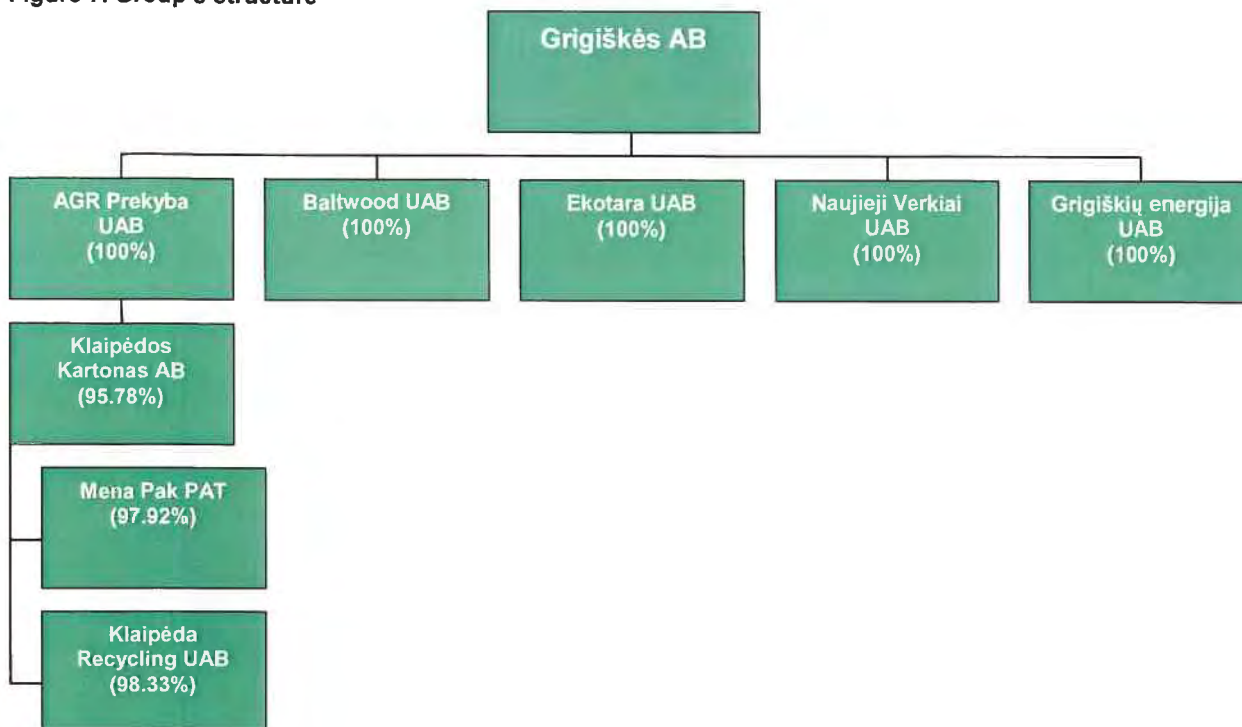 Grigiškės AB
AGR Prekyba
UAB
(100%)
Baltwood UAB
(100%)
Ekotara UAB
(100%)
Naujieji Verkiai
UAB
(100%)
Grigiškių energija
UAB
(100%)
Klaipėdos
Kartonas AB
(95.78%)
Mena Pak PAT
(97.92%)
Klaipėda
Recycling UAB
(98.33%)